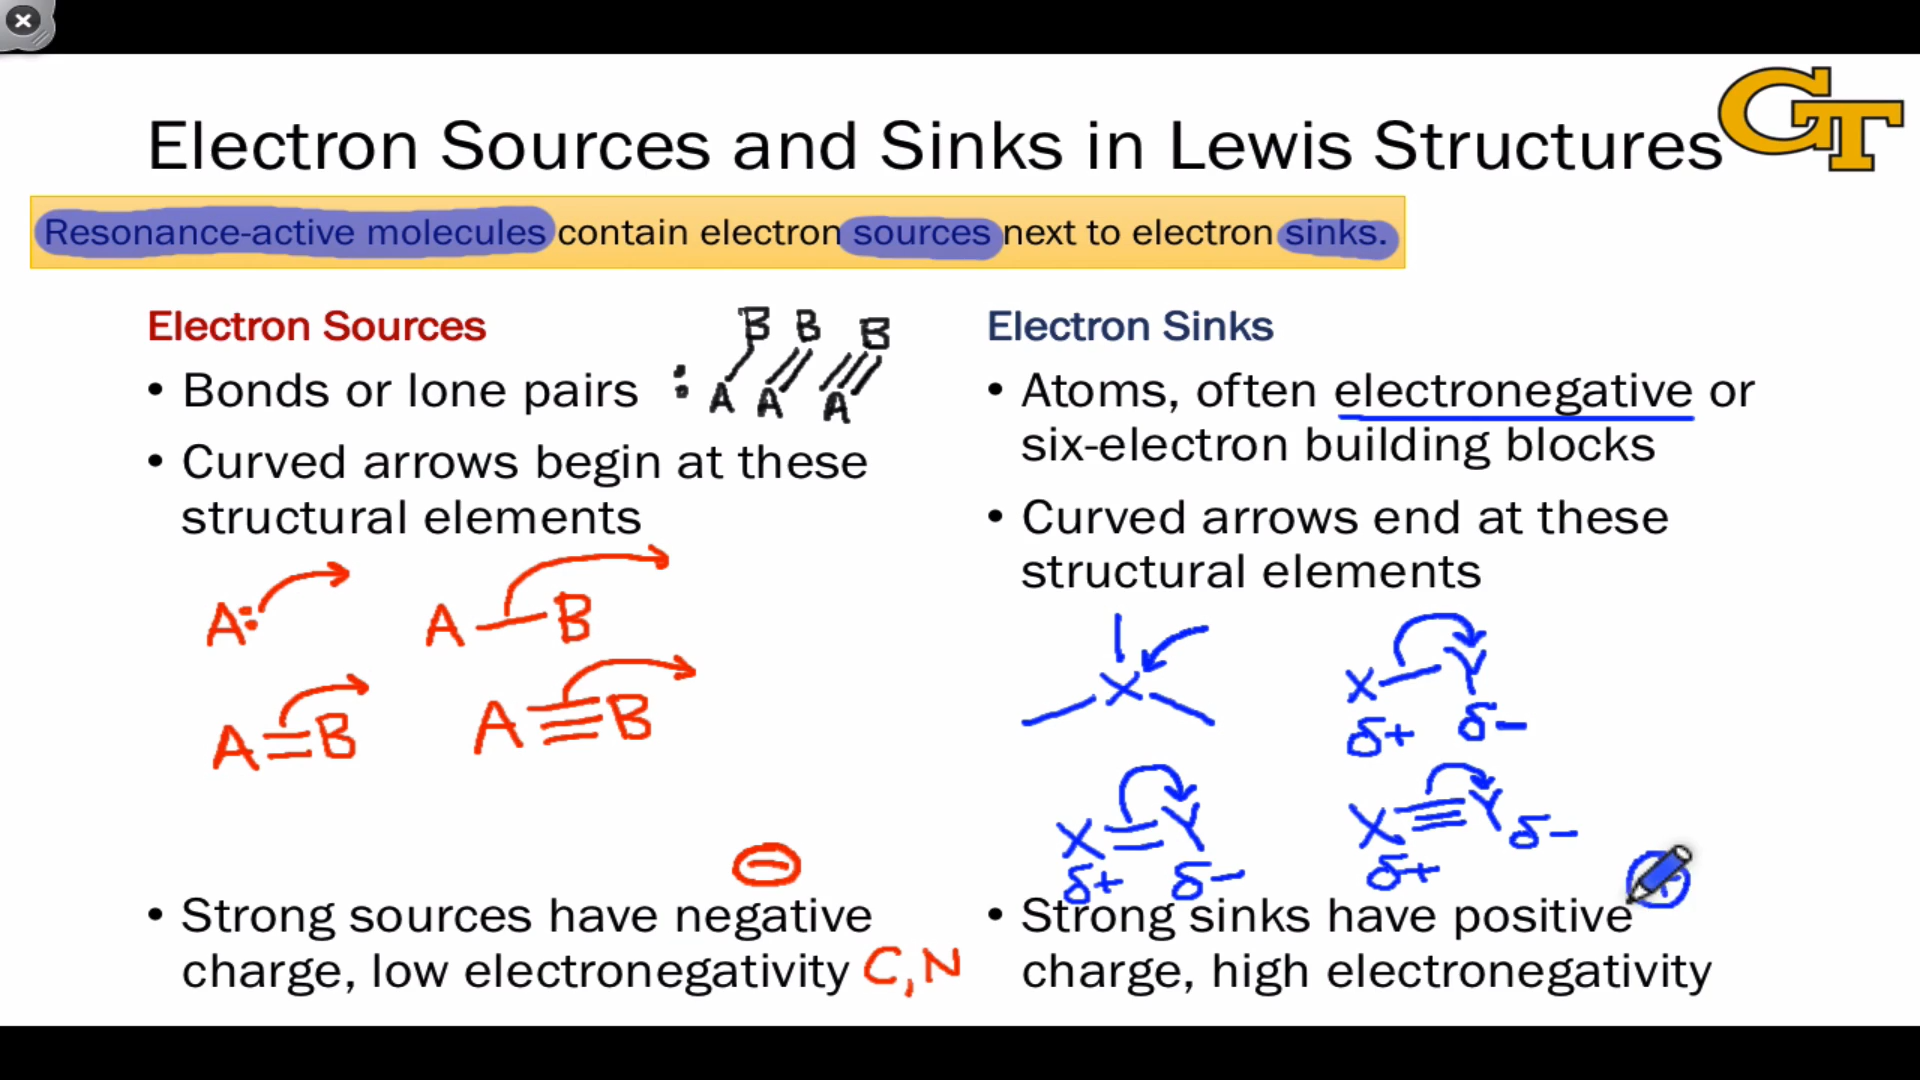 GT
Electron Sources and Sinks in Lewis Structures
Resonance-active molecules contain electron sources next to electron sinks.
Electron Sources
• Bonds or lone pairs
: A B A B A B
• Curved arrows begin at these
structural elements
A: A–B
A=B A≡B
⊖
• Strong sources have negative
charge, low electronegativity C, N
Electron Sinks
• Atoms, often electronegative or
six-electron building blocks
• Curved arrows end at these
structural elements
X X–Y
δ+ δ–
X=Y X≡Y
δ+ δ– δ+ δ–
⊕
• Strong sinks have positive
charge, high electronegativity